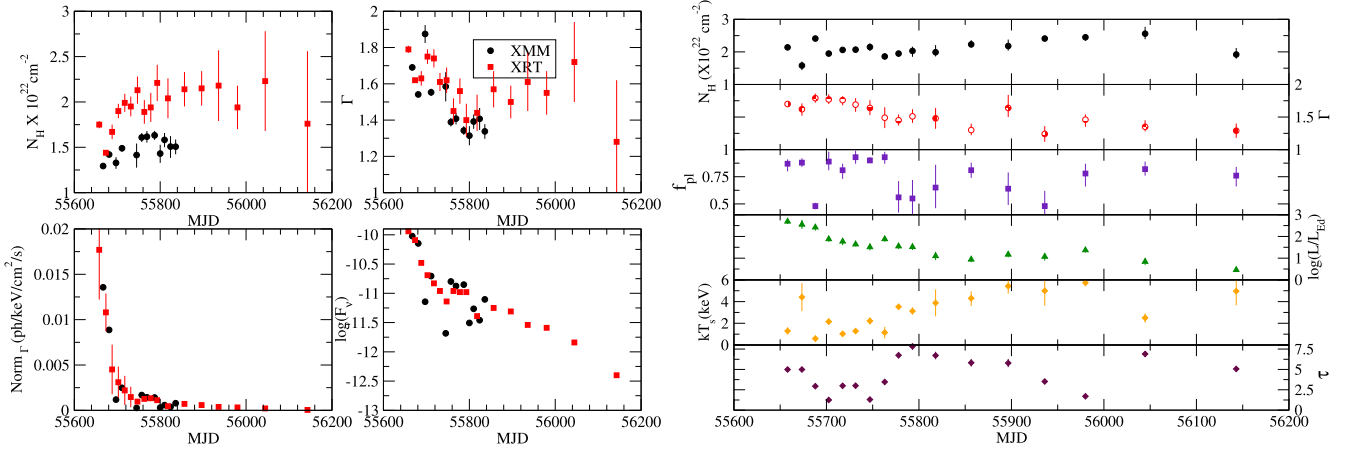 3
2.5
2
1.5
1
N_H X 10^22 cm^-2
55600 55800 56000 56200
MJD
2
1.8
1.6
1.4
1.2
1
Γ
XMM
XRT
55600 55800 56000 56200
MJD
0.02
0.015
0.01
0.005
0
Norm_Γ (ph/keV/cm^2/s)
55600 55800 56000 56200
MJD
-10
-10.5
-11
-11.5
-12
-12.5
-13
log(F_v)
55600 55800 56000 56200
MJD
3
2
1
N_H (X10^22 cm^-2)
2
1.5
1
Γ
0.75
0.5
f_pl
3
2
1
0
log(L/L_Ed)
6
4
2
0
kT_s (keV)
7.5
5
2.5
0
τ
55600 55700 55800 55900 56000 56100 56200
MJD